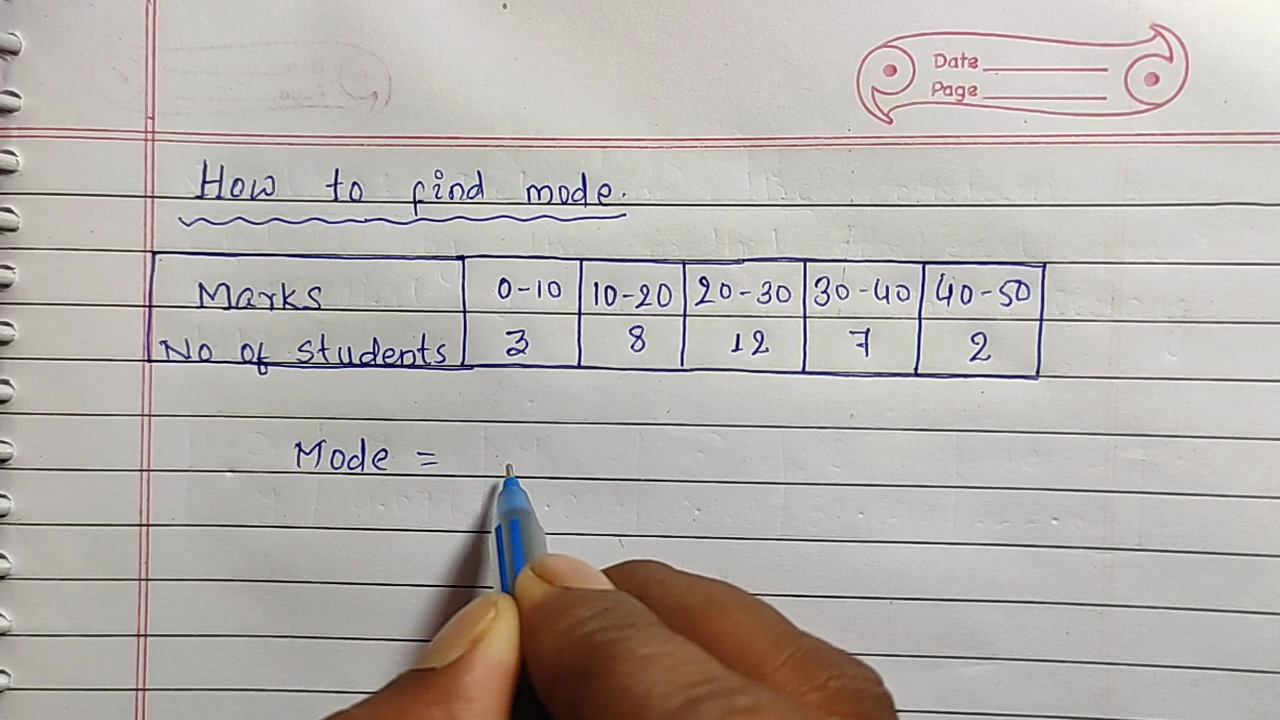 Date
Page
How to find mode.
Marks 0-10 10-20 20-30 30-40 40-50
No of students 3 8 12 7 2
Mode =